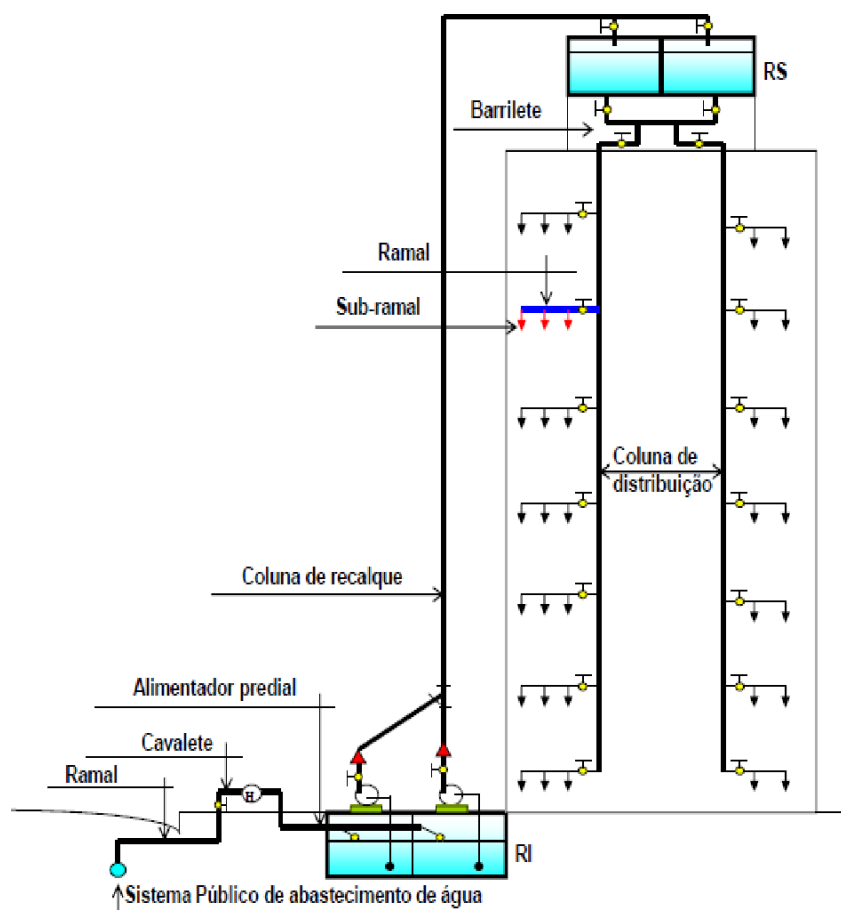 RS
Barrilete
Ramal
Sub-ramal
Coluna de
distribuição
Coluna de recalque
Alimentador predial
Cavalete
Ramal
H
RI
Sistema Público de abastecimento de água